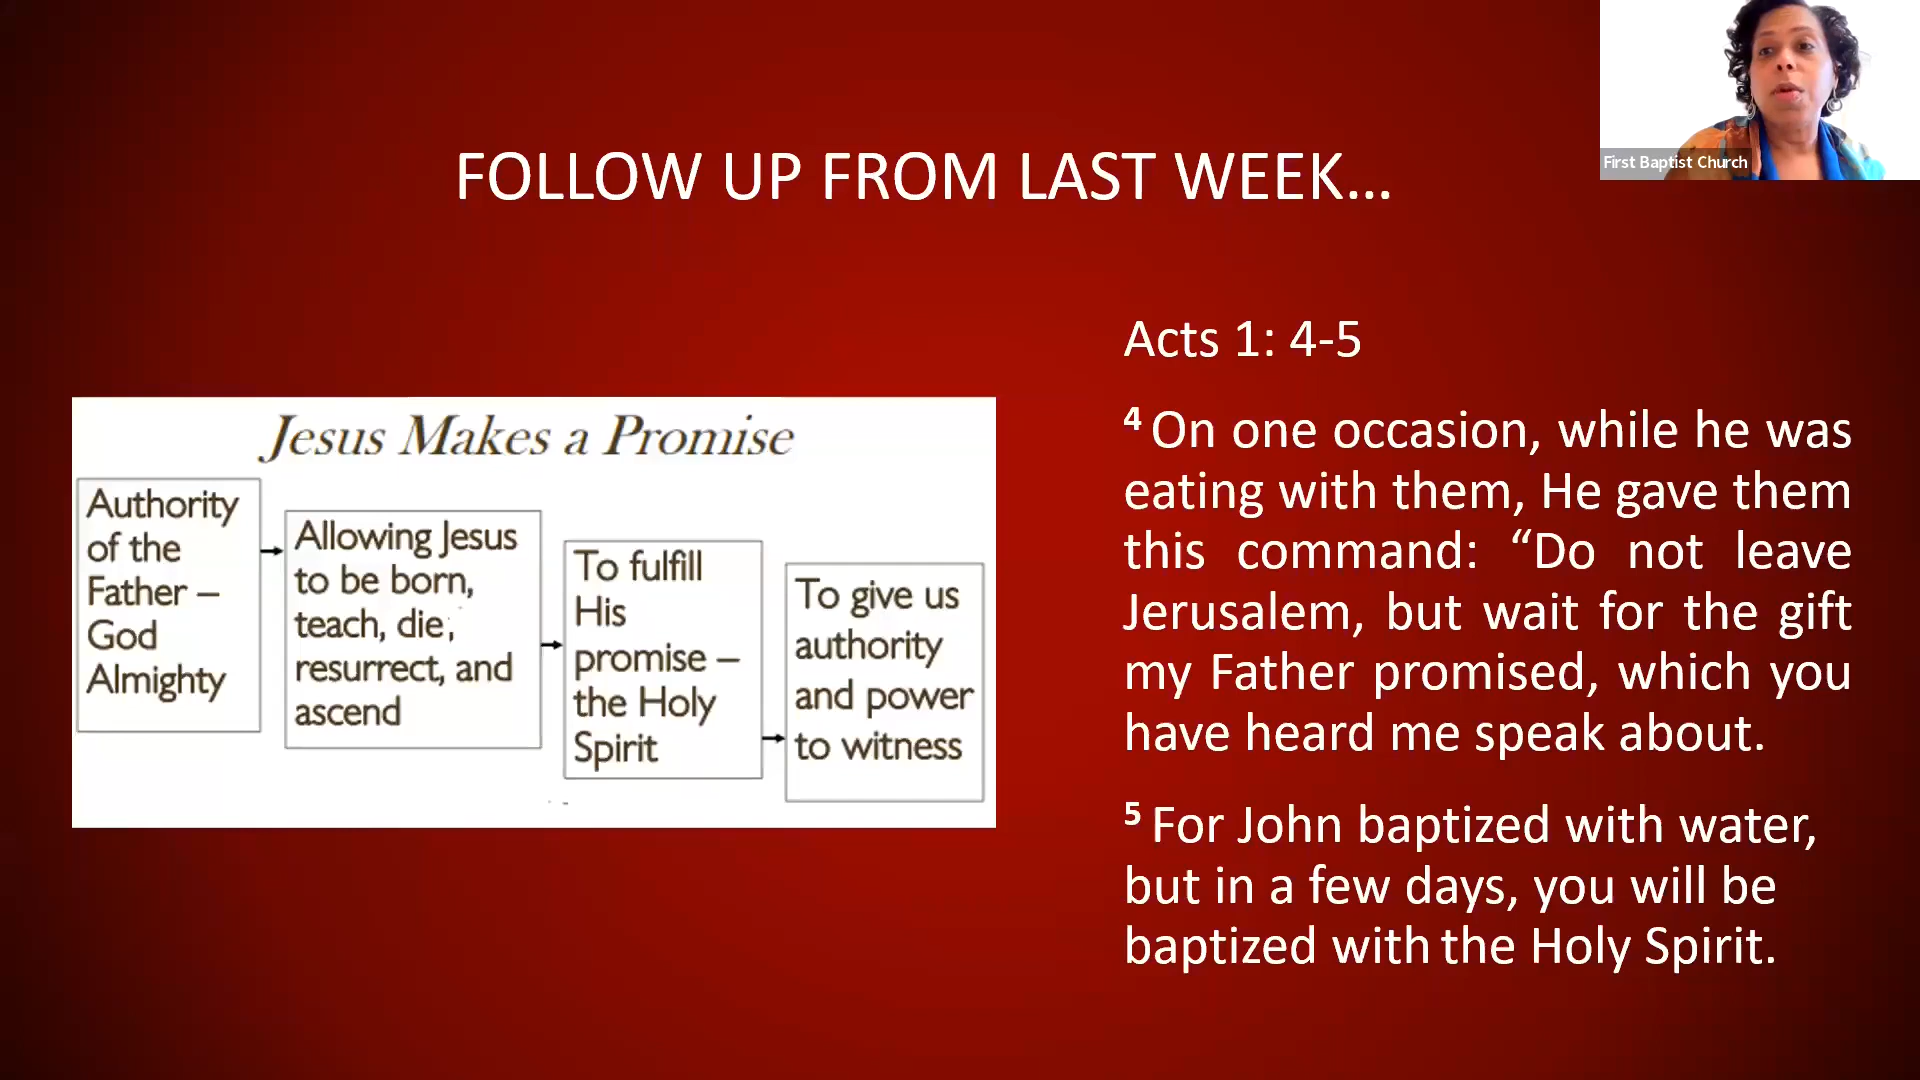 First Baptist Church
FOLLOW UP FROM LAST WEEK...
Jesus Makes a Promise
Authority
of the
Father –
God
Almighty
Allowing Jesus
to be born,
teach, die,
resurrect, and
ascend
To fulfill
His
promise –
the Holy
Spirit
To give us
authority
and power
to witness
Acts 1: 4-5
4 On one occasion, while he was
eating with them, He gave them
this command: “Do not leave
Jerusalem, but wait for the gift
my Father promised, which you
have heard me speak about.
5 For John baptized with water,
but in a few days, you will be
baptized with the Holy Spirit.